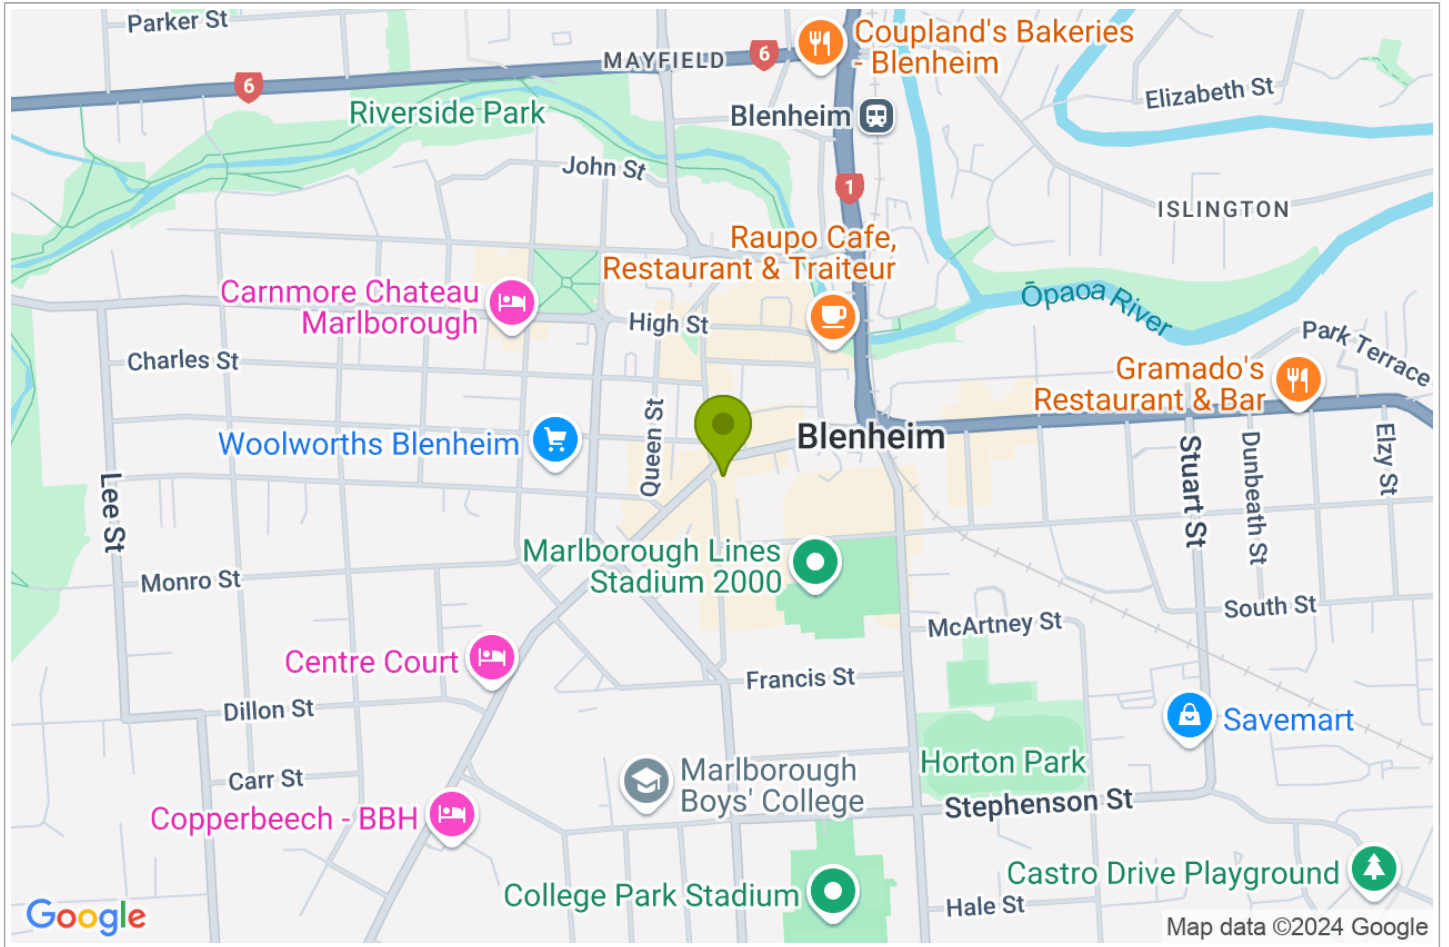 Parker St
MAYFIELD
6
6
Coupland's Bakeries
- Blenheim
Elizabeth St
Riverside Park
Blenheim
John St
1
ISLINGTON
Raupo Cafe,
Restaurant & Traiteur
Carnmore Chateau
Marlborough
High St
Ōpaoa River
Park Terrace
Charles St
Gramado's
Restaurant & Bar
Woolworths Blenheim
Queen St
Blenheim
Stuart St
Dunbeath St
Elzy St
Lee St
Marlborough Lines
Stadium 2000
Monro St
South St
McArtney St
Centre Court
Francis St
Dillon St
Savemart
Carr St
Marlborough
Boys' College
Horton Park
Stephenson St
Copperbeech - BBH
College Park Stadium
Castro Drive Playground
Hale St
Google
Map data ©2024 Google